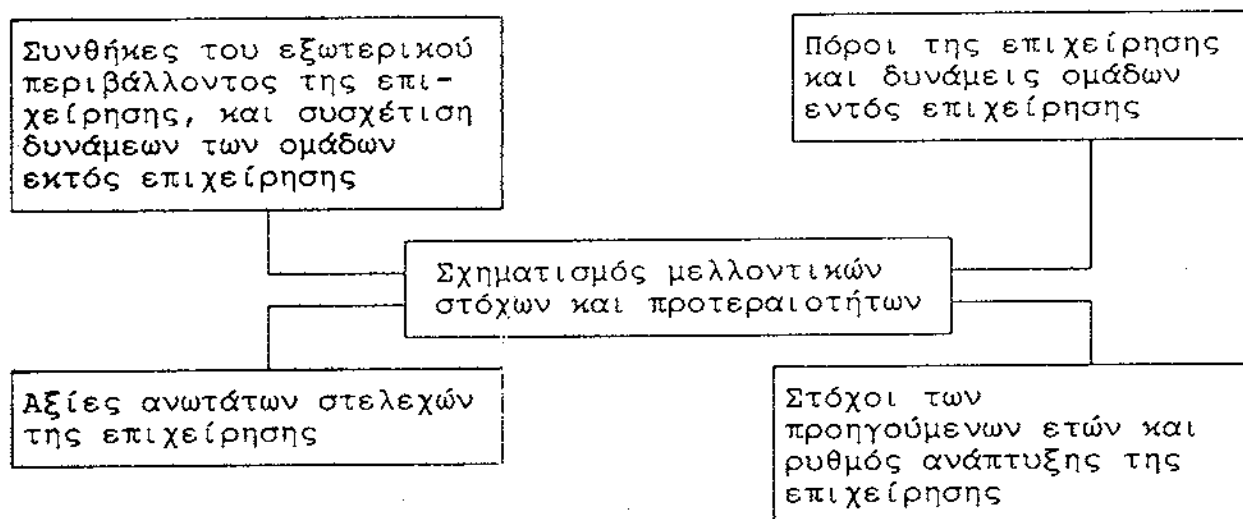 Συνθήκες του εξωτερικού
περιβάλλοντος της επι-
χείρησης, και συσχέτιση
δυνάμεων των ομάδων
εκτός επιχείρησης
Πόροι της επιχείρησης
και δυνάμεις ομάδων
εντός επιχείρησης
Σχηματισμός μελλοντικών
στόχων και προτεραιοτήτων
Αξίες ανωτάτων στελεχών
της επιχείρησης
Στόχοι των
προηγούμενων ετών και
ρυθμός ανάπτυξης της
επιχείρησης